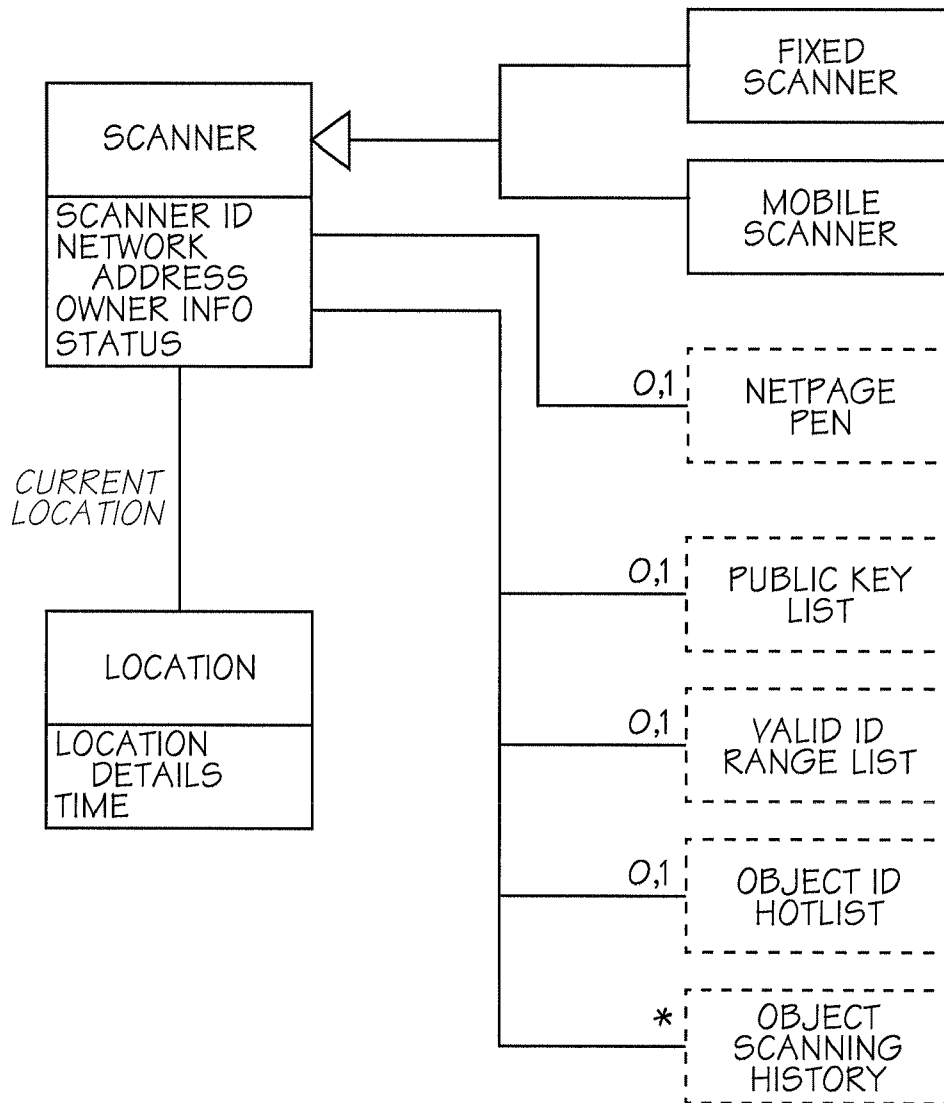 FIXED
SCANNER
SCANNER
MOBILE
SCANNER
SCANNER ID
NETWORK
ADDRESS
OWNER INFO
STATUS
0,1
NETPAGE
PEN
CURRENT
LOCATION
0,1
PUBLIC KEY
LIST
LOCATION
LOCATION
DETAILS
TIME
0,1
VALID ID
RANGE LIST
0,1
OBJECT ID
HOTLIST
*
OBJECT
SCANNING
HISTORY